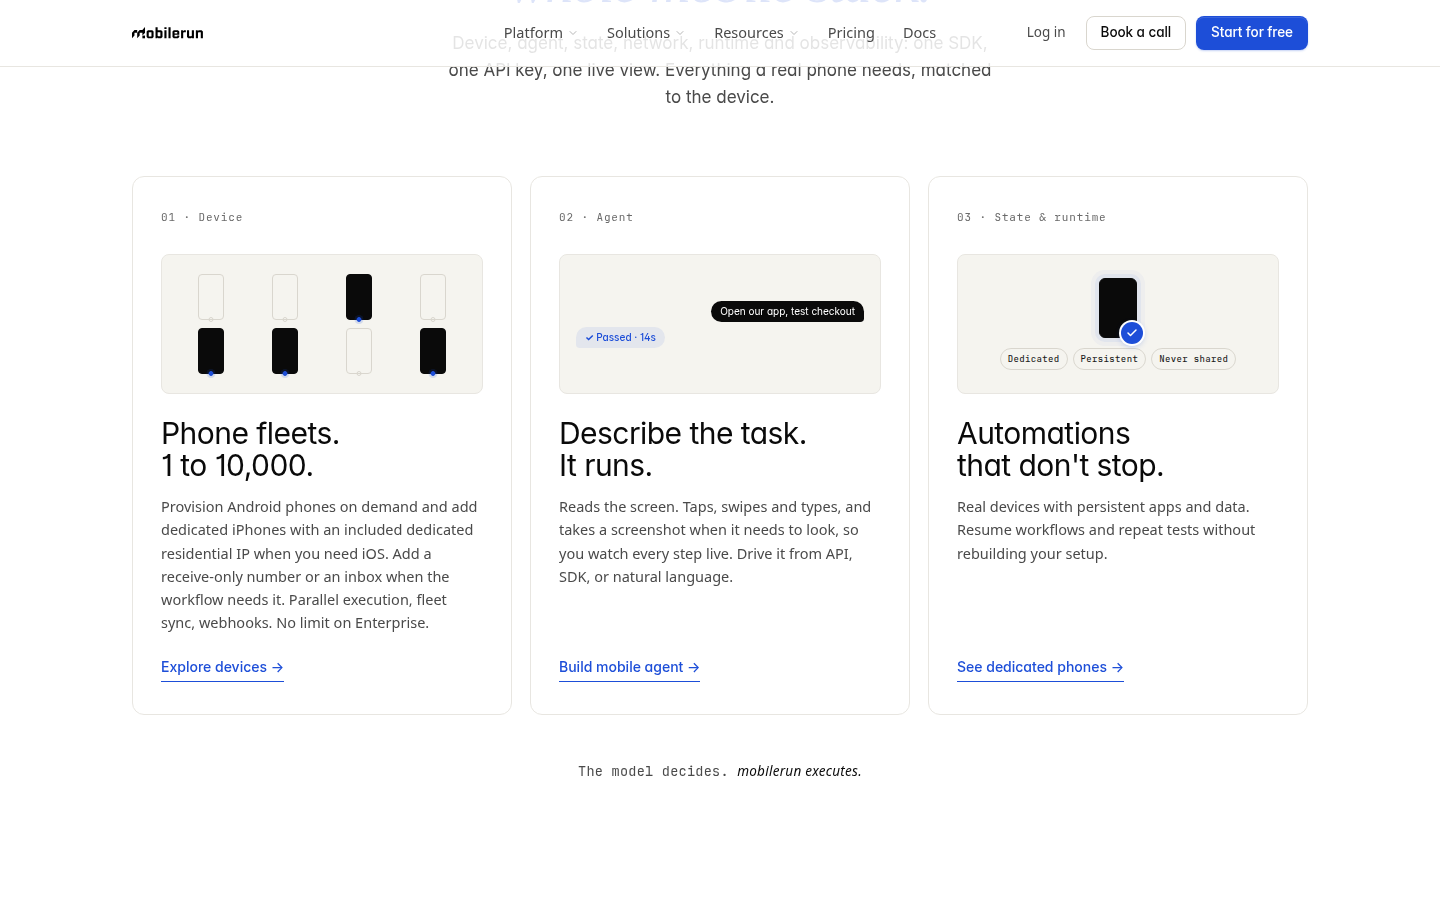 mobilerun
Platform
Solutions
Resources
Pricing
Docs
Log in
Book a call
Start for free
Device, agent, state, network, runtime and observability: one SDK,
one API key, one live view. Everything a real phone needs, matched
to the device.
01 · Device
Phone fleets.
1 to 10,000.
Provision Android phones on demand and add
dedicated iPhones with an included dedicated
residential IP when you need iOS. Add a
receive-only number or an inbox when the
workflow needs it. Parallel execution, fleet
sync, webhooks. No limit on Enterprise.
Explore devices →
02 · Agent
Open our app, test checkout
✓ Passed · 14s
Describe the task.
It runs.
Reads the screen. Taps, swipes and types, and
takes a screenshot when it needs to look, so
you watch every step live. Drive it from API,
SDK, or natural language.
Build mobile agent →
03 · State & runtime
Dedicated
Persistent
Never shared
Automations
that don't stop.
Real devices with persistent apps and data.
Resume workflows and repeat tests without
rebuilding your setup.
See dedicated phones →
The model decides. mobilerun executes.